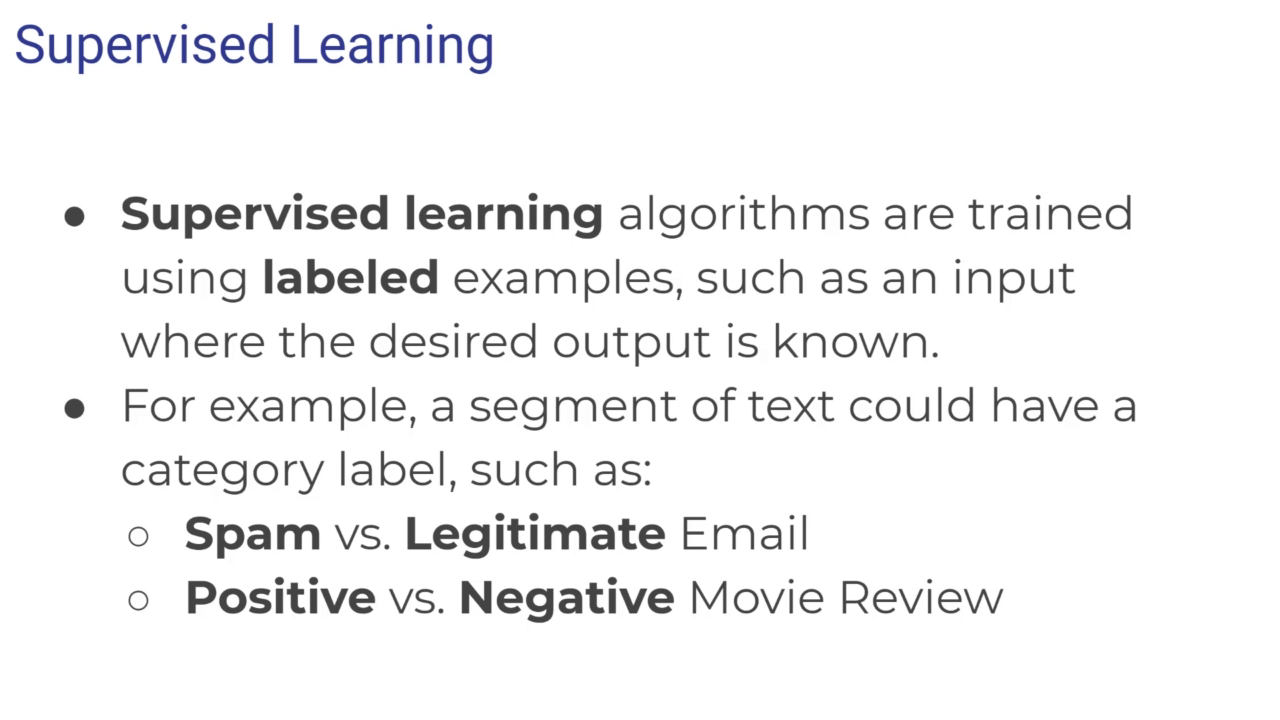 Supervised Learning
● Supervised learning algorithms are trained
using labeled examples, such as an input
where the desired output is known.
● For example, a segment of text could have a
category label, such as:
○ Spam vs. Legitimate Email
○ Positive vs. Negative Movie Review